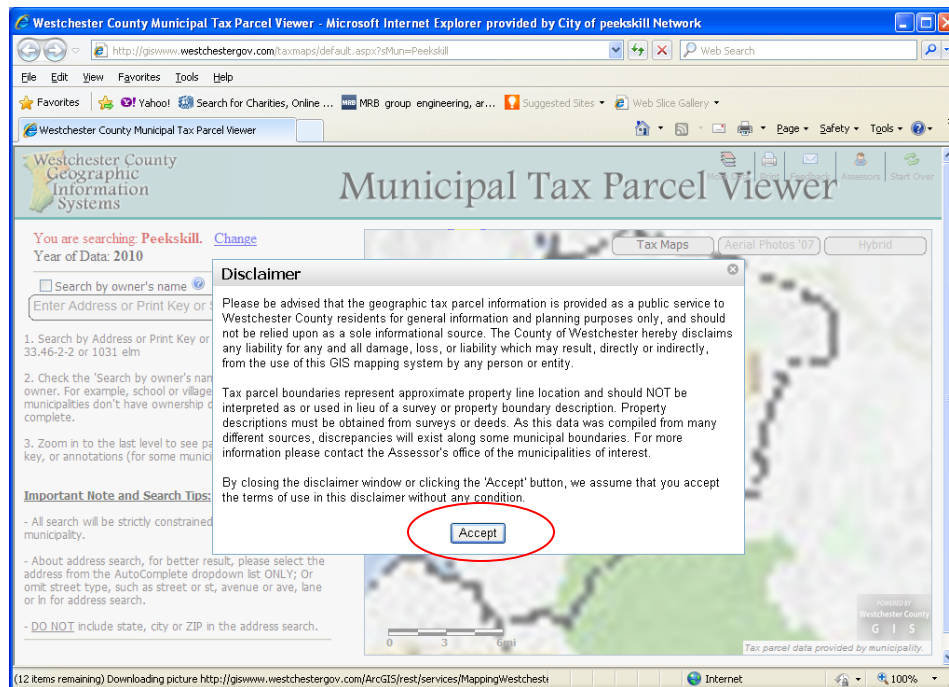 Westchester County Municipal Tax Parcel Viewer - Microsoft Internet Explorer provided by City of peekskill Network
http://giswww.westchestergov.com/taxmaps/default.aspx?sMun=Peekskill
Web Search
File Edit View Favorites Tools Help
Favorites Yahoo! Search for Charities, Online ... MRB MRB group engineering, ar... Suggested Sites Web Slice Gallery
Westchester County Municipal Tax Parcel Viewer
Page Safety Tools
Westchester County
Geographic
Information
Systems
Municipal Tax Parcel Viewer
Print Feedback Assessors Start Over
You are searching: Peekskill. Change
Year of Data: 2010
Tax Maps Aerial Photos '07 Hybrid
Search by owner's name
Enter Address or Print Key or S
1. Search by Address or Print Key or
33.46-2-2 or 1031 elm
2. Check the 'Search by owner's nam
owner. For example, school or village
municipalties don't have ownership d
complete.
3. Zoom in to the last level to see pa
key, or annotations (for some munici
Important Note and Search Tips:
- All search will be strictly constrained
municipality.
- About address search, for better result, please select the
address from the AutoComplete dropdown list ONLY; Or
omit street type, such as street or st, avenue or ave, lane
or ln for address search.
- DO NOT include state, city or ZIP in the address search.
Disclaimer
Please be advised that the geographic tax parcel information is provided as a public service to
Westchester County residents for general information and planning purposes only, and should
not be relied upon as a sole informational source. The County of Westchester hereby disclaims
any liability for any and all damage, loss, or liability which may result, directly or indirectly,
from the use of this GIS mapping system by any person or entity.
Tax parcel boundaries represent approximate property line location and should NOT be
interpreted as or used in lieu of a survey or property boundary description. Property
descriptions must be obtained from surveys or deeds. As this data was compiled from many
different sources, discrepancies will exist along some municipal boundaries. For more
information please contact the Assessor's office of the municipalities of interest.
By closing the disclaimer window or clicking the 'Accept' button, we assume that you accept
the terms of use in this disclaimer without any condition.
Accept
0 3 6mi
POWERED BY
Westchester County
G I S
Tax parcel data provided by municipality.
(12 items remaining) Downloading picture http://giswww.westchestergov.com/ArcGIS/rest/services/MappingWestcheste
Internet
100%